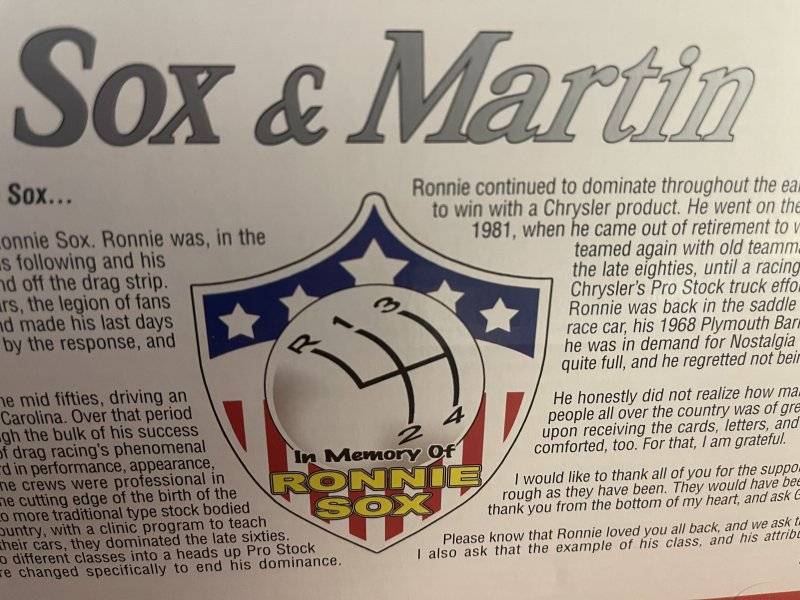 Sox & Martin
Sox...
onnie Sox. Ronnie was, in the
s following and his
nd off the drag strip.
rs, the legion of fans
nd made his last days
by the response, and
he mid fifties, driving an
Carolina. Over that period
gh the bulk of his success
of drag racing's phenomenal
rd in performance, appearance,
he crews were professional in
he cutting edge of the birth of the
o more traditional type stock bodied
ountry, with a clinic program to teach
their cars, they dominated the late sixties.
o different classes into a heads up Pro Stock
re changed specifically to end his dominance.
R 1 3
2 4
In Memory Of
RONNIE
SOX
Ronnie continued to dominate throughout the ea
to win with a Chrysler product. He went on the
1981, when he came out of retirement to w
teamed again with old teamma
the late eighties, until a racing
Chrysler's Pro Stock truck effo
Ronnie was back in the saddle
race car, his 1968 Plymouth Bar
he was in demand for Nostalgia
quite full, and he regretted not bein
He honestly did not realize how ma
people all over the country was of gre
upon receiving the cards, letters, and
comforted, too. For that, I am grateful.
I would like to thank all of you for the suppo
rough as they have been. They would have bee
thank you from the bottom of my heart, and ask G
Please know that Ronnie loved you all back, and we ask t
I also ask that the example of his class, and his attribu